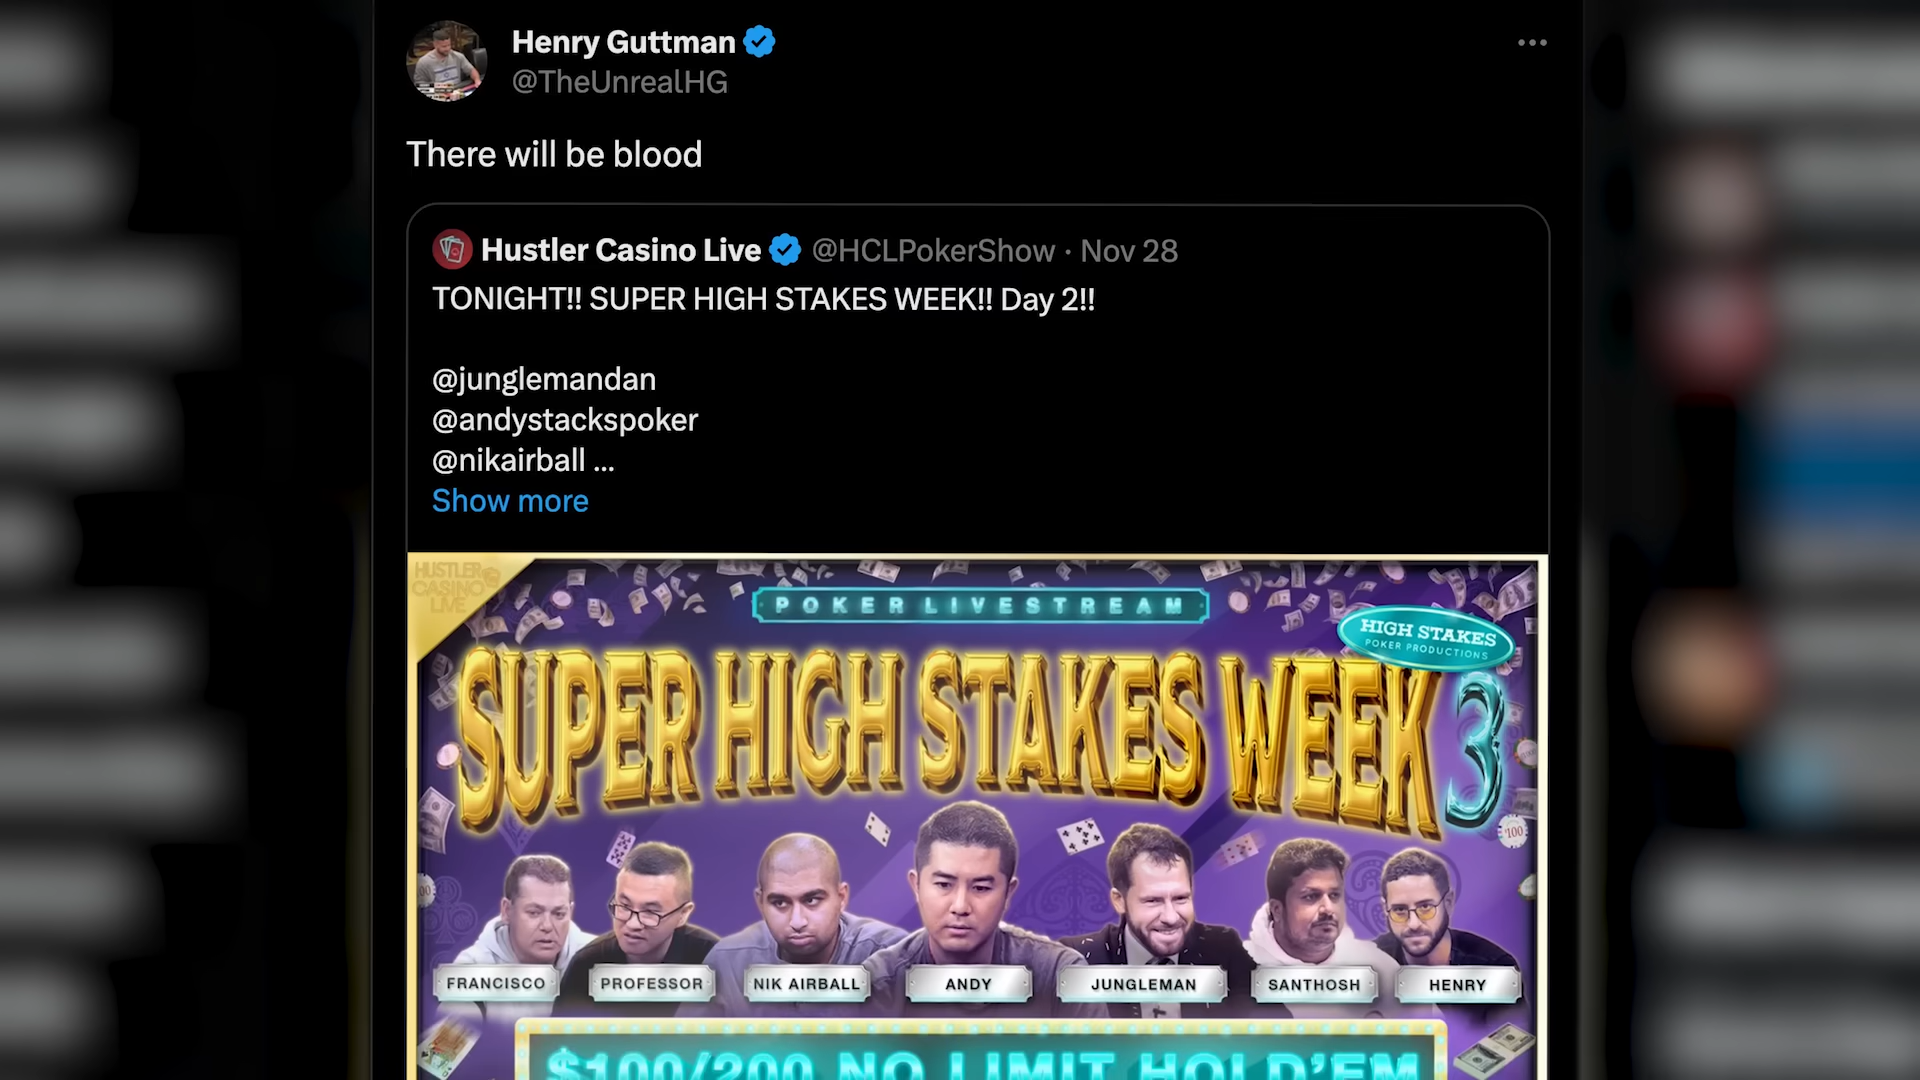 Henry Guttman
@TheUnrealHG
There will be blood
Hustler Casino Live @HCLPokerShow · Nov 28
TONIGHT!! SUPER HIGH STAKES WEEK!! Day 2!!
@junglemandan
@andystackspoker
@nikairball ...
Show more
HUSTLER
CASINO
LIVE
POKER LIVESTREAM
HIGH STAKES
POKER PRODUCTIONS
SUPER HIGH STAKES WEEK 3
$100
FRANCISCO
PROFESSOR
NIK AIRBALL
ANDY
JUNGLEMAN
SANTHOSH
HENRY
$100/200 NO LIMIT HOLD'EM